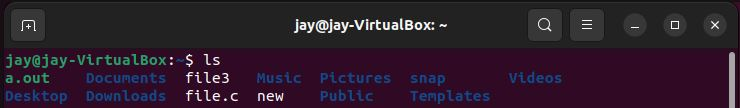 jay@jay-VirtualBox: ~
jay@jay-VirtualBox:~$ ls
a.out Documents file3 Music Pictures snap Videos
Desktop Downloads file.c new Public Templates